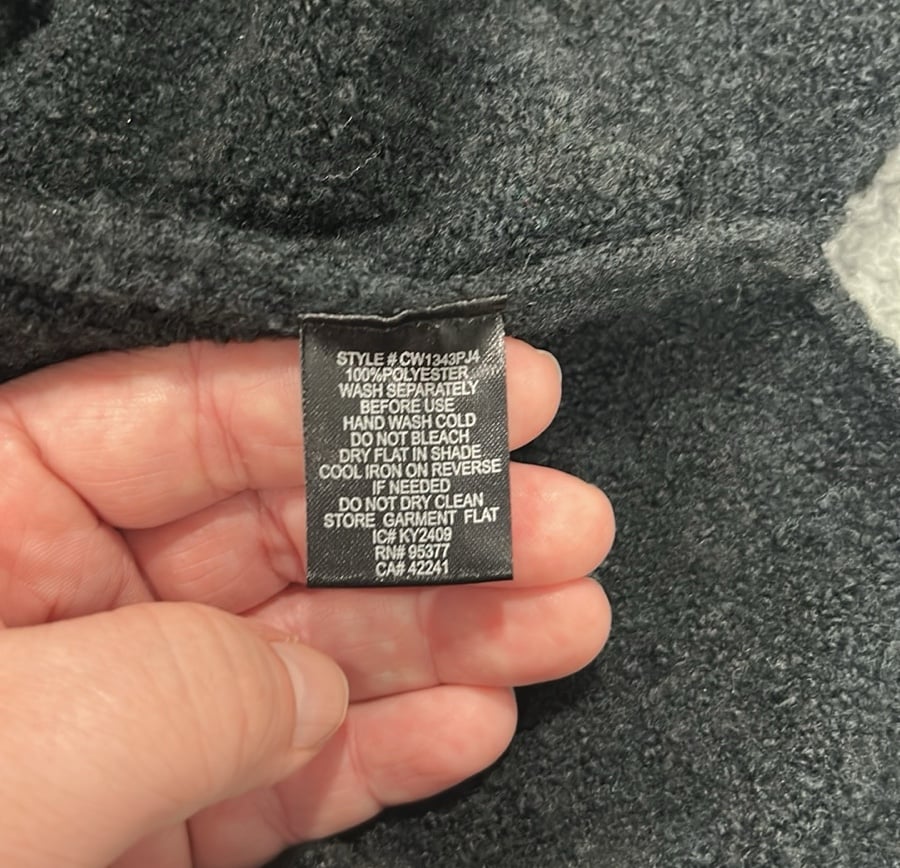 STYLE # CW1343PJ4
100%POLYESTER
WASH SEPARATELY
BEFORE USE
HAND WASH COLD
DO NOT BLEACH
DRY FLAT IN SHADE
COOL IRON ON REVERSE
IF NEEDED
DO NOT DRY CLEAN
STORE GARMENT FLAT
IC# KY2409
RN# 95377
CA# 42241